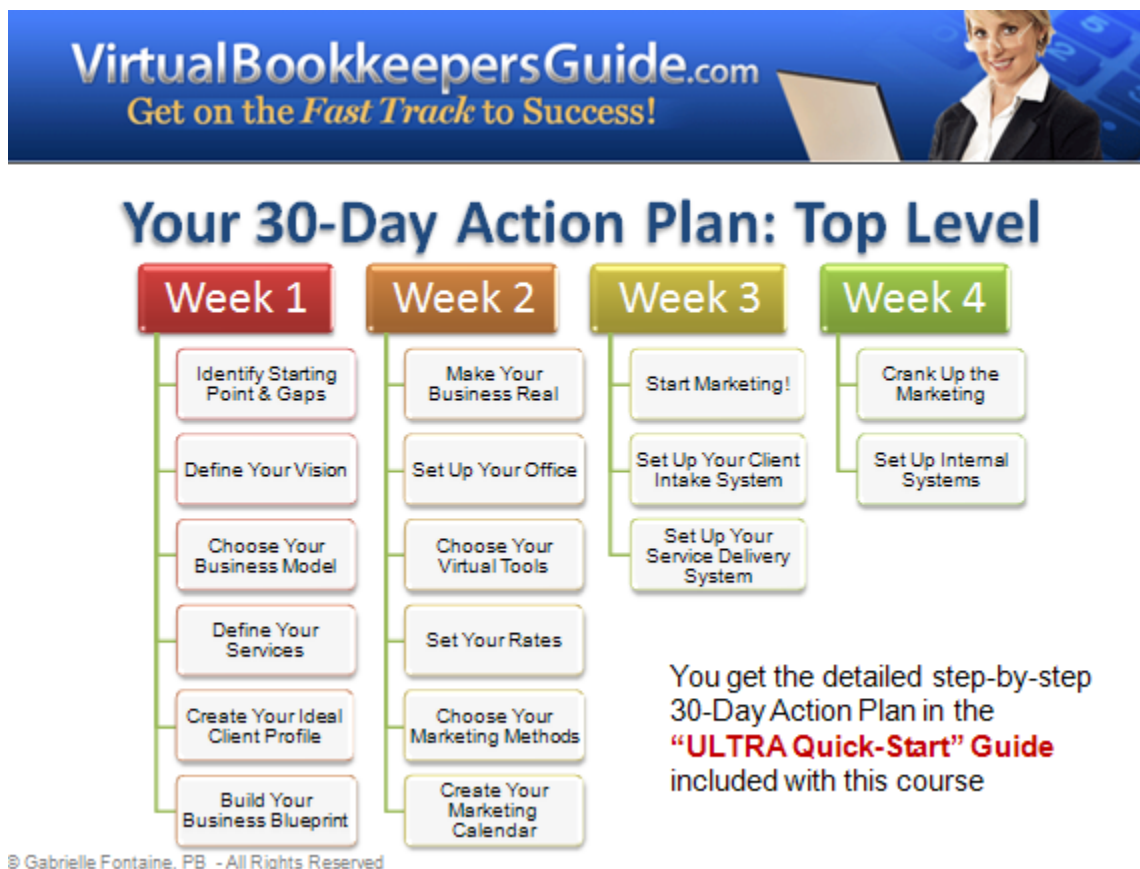 VirtualBookkeepersGuide.com
Get on the Fast Track to Success!
Your 30-Day Action Plan: Top Level
Week 1
Identify Starting
Point & Gaps
Define Your Vision
Choose Your
Business Model
Define Your
Services
Create Your Ideal
Client Profile
Build Your
Business Blueprint
Week 2
Make Your
Business Real
Set Up Your Office
Choose Your
Virtual Tools
Set Your Rates
Choose Your
Marketing Methods
Create Your
Marketing
Calendar
Week 3
Start Marketing!
Set Up Your Client
Intake System
Set Up Your
Service Delivery
System
Week 4
Crank Up the
Marketing
Set Up Internal
Systems
You get the detailed step-by-step
30-Day Action Plan in the
“ULTRA Quick-Start” Guide
included with this course
© Gabrielle Fontaine, PB - All Rights Reserved